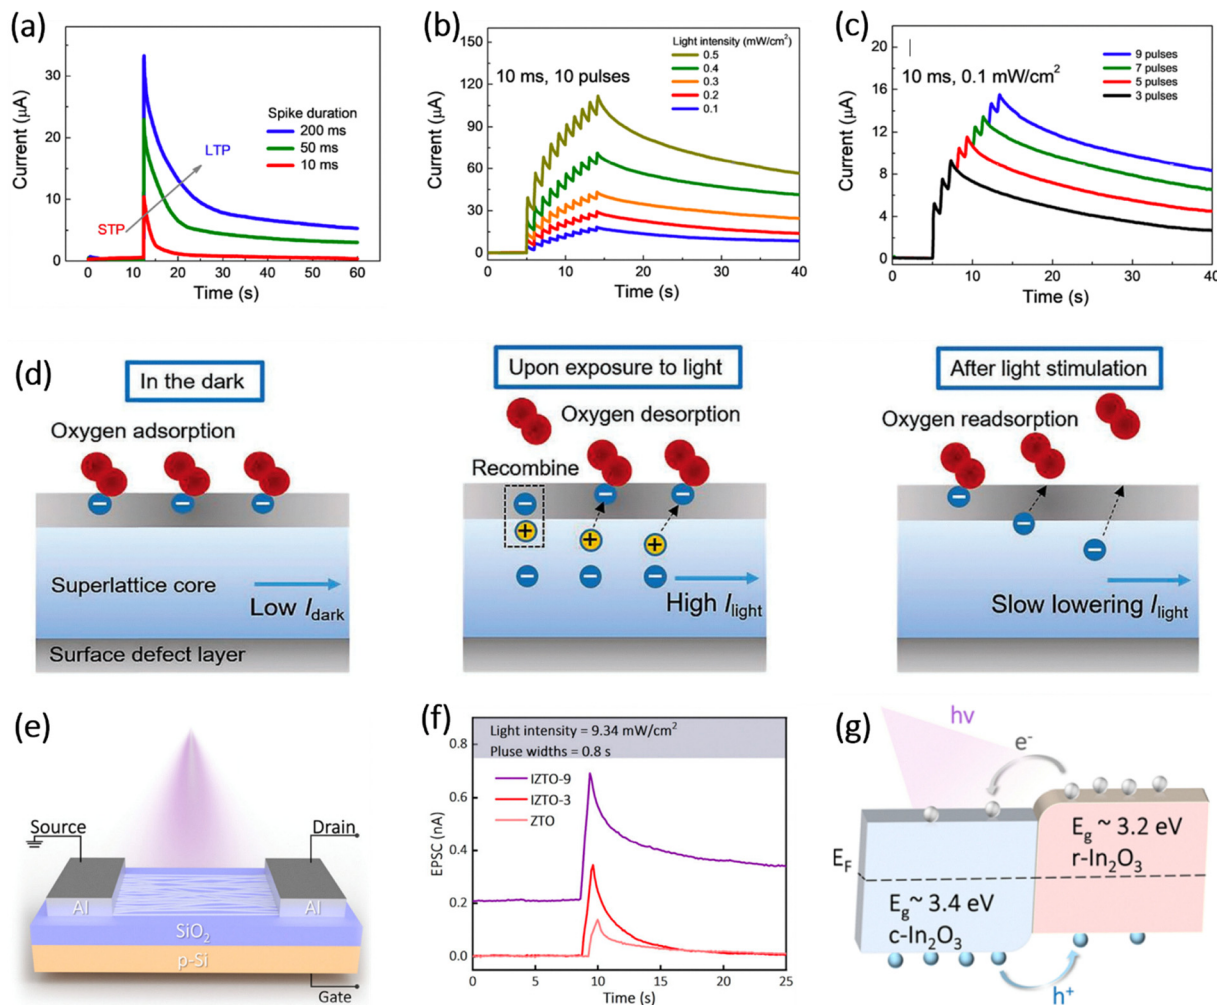 (a)
40
30
20
10
0
Current (μA)
Spike duration
200 ms
50 ms
10 ms
LTP
STP
0 10 20 30 40 50 60
Time (s)
(b)
150
120
90
60
30
0
Current (μA)
Light intensity (mW/cm²)
0.5
0.4
0.3
0.2
0.1
10 ms, 10 pulses
0 10 20 30 40
Time (s)
(c)
20
16
12
8
4
0
Current (μA)
9 pulses
7 pulses
5 pulses
3 pulses
10 ms, 0.1 mW/cm²
0 10 20 30 40
Time (s)
(d)
In the dark
Oxygen adsorption
Superlattice core
Low I_dark
Surface defect layer
Upon exposure to light
Oxygen desorption
Recombine
High I_light
After light stimulation
Oxygen readsorption
Slow lowering I_light
(e)
Source
Drain
Al
Al
SiO₂
p-Si
Gate
(f)
Light intensity = 9.34 mW/cm²
Pluse widths = 0.8 s
0.8
0.6
0.4
0.2
0.0
EPSC (nA)
IZTO-9
IZTO-3
ZTO
0 5 10 15 20 25
Time (s)
(g)
hν
e⁻
E_F
E_g ~ 3.2 eV
r-In₂O₃
E_g ~ 3.4 eV
c-In₂O₃
h⁺